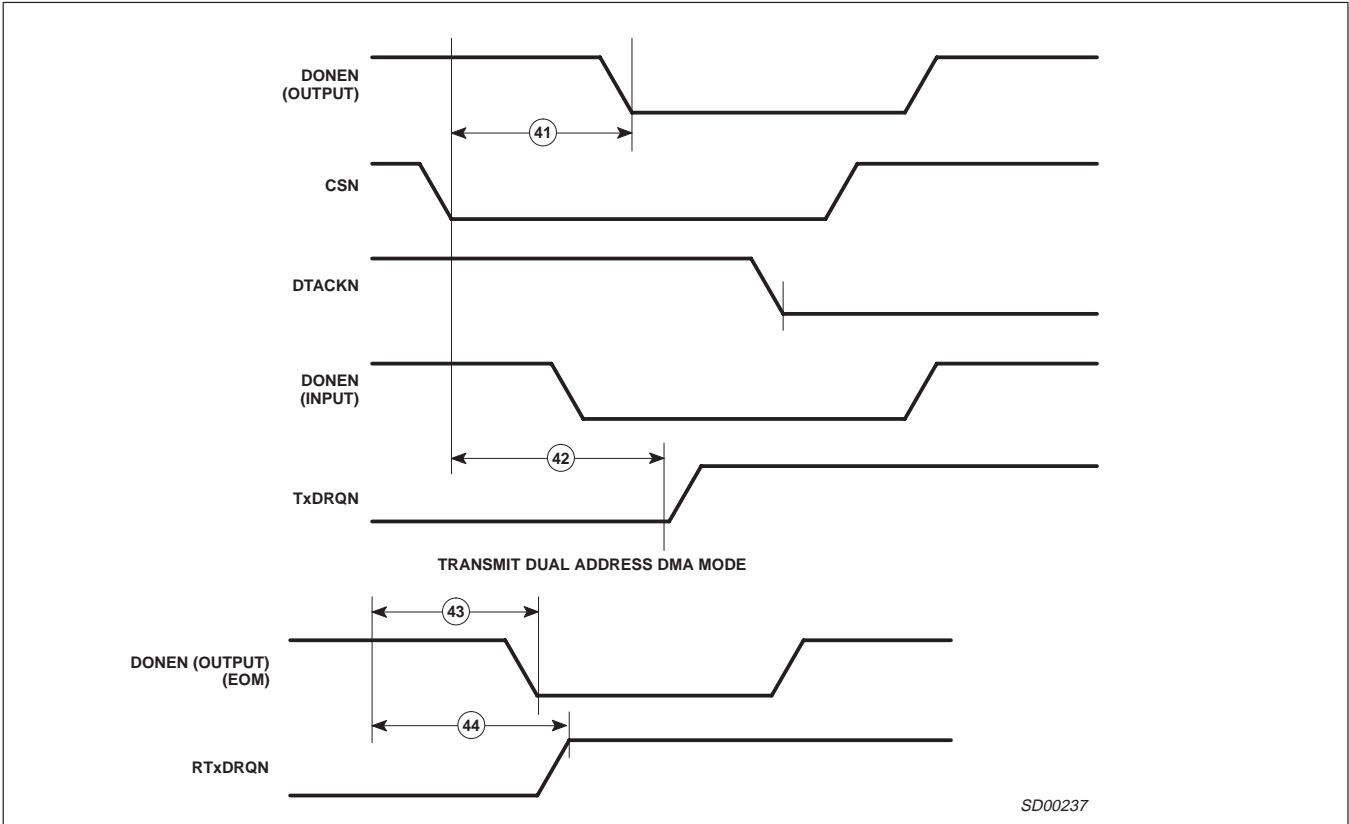 DONEN
(OUTPUT)
41
CSN
DTACKN
DONEN
(INPUT)
42
TxDRQN
TRANSMIT DUAL ADDRESS DMA MODE
43
DONEN (OUTPUT)
(EOM)
44
RTxDRQN
SD00237